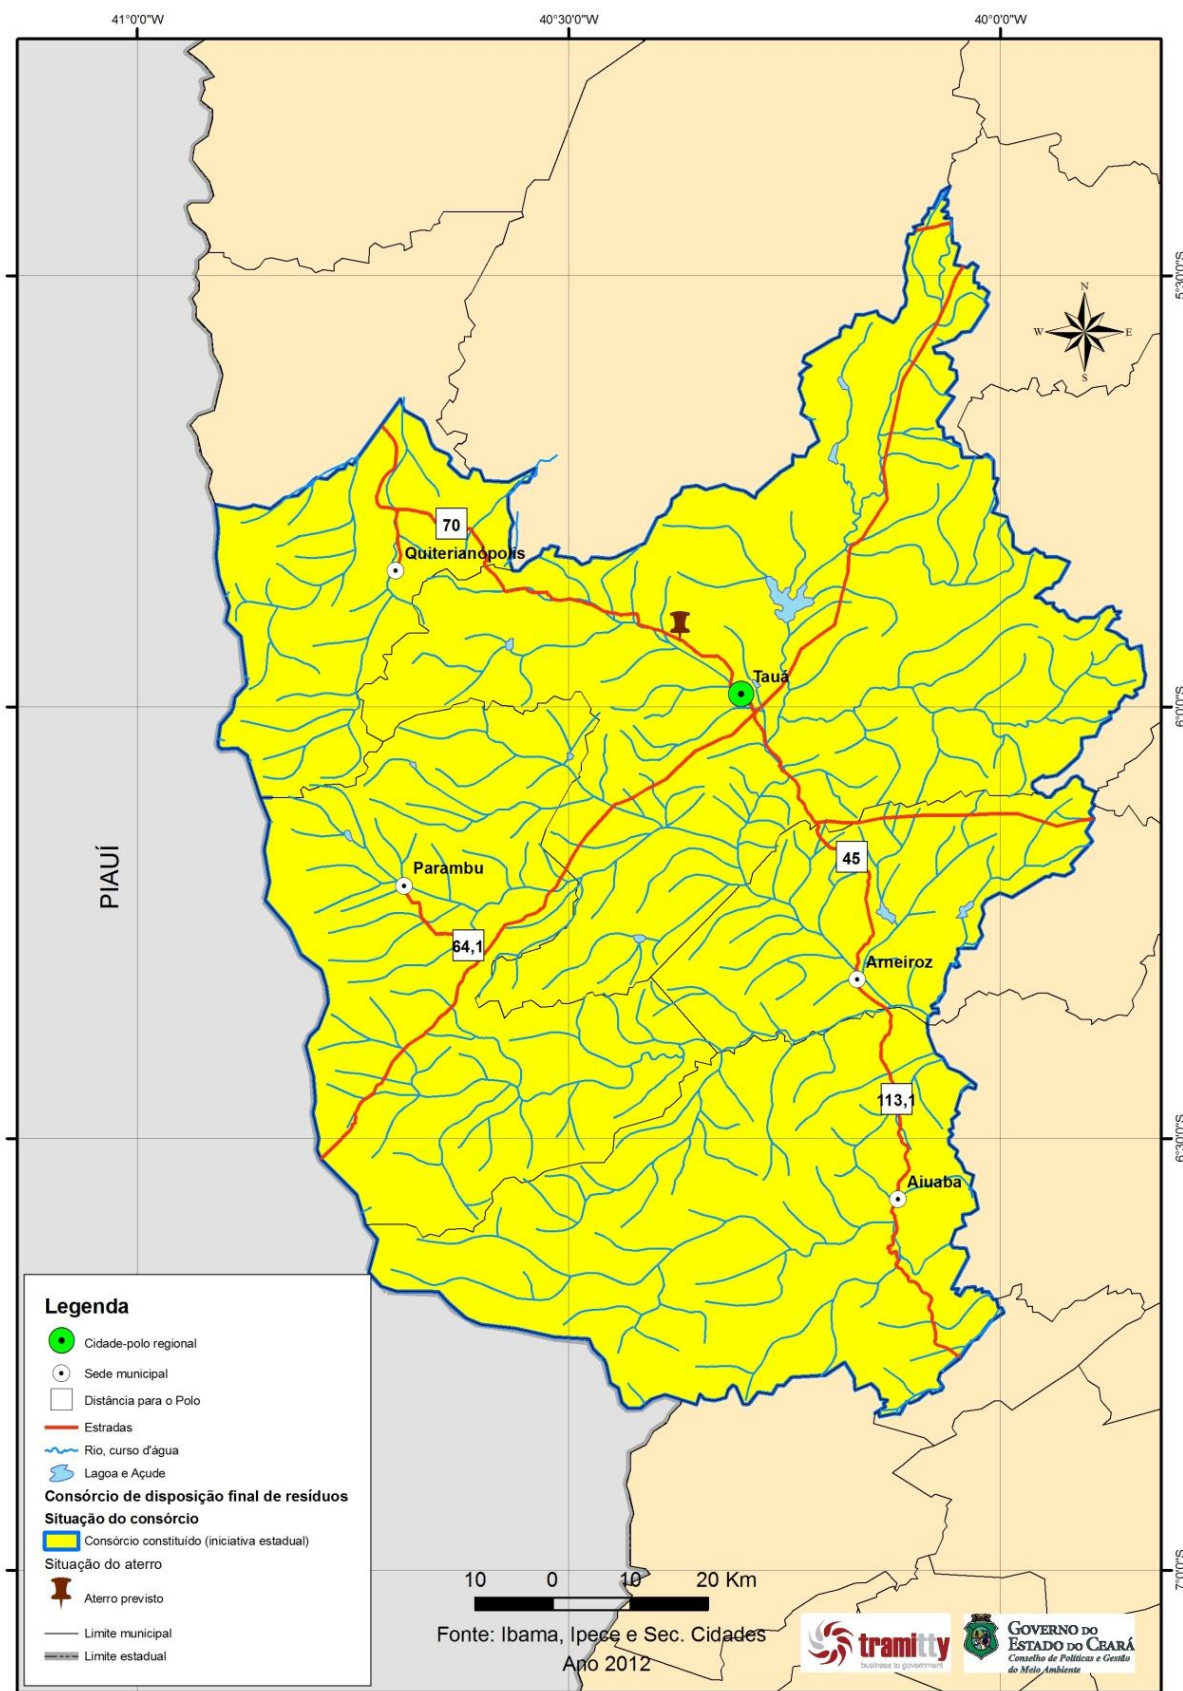 41°0'0"W
40°30'0"W
40°0'0"W
5°30'0"S
N
W
E
S
70
Quiterianópolis
Tauá
6°0'0"S
PIAUÍ
45
Parambu
64,1
Arneiroz
113,1
6°30'0"S
Aiuaba
Legenda
Cidade-polo regional
Sede municipal
Distância para o Polo
Estradas
Rio, curso d'água
Lagoa e Açude
Consórcio de disposição final de resíduos
Situação do consórcio
Consórcio constituído (iniciativa estadual)
Situação do aterro
Aterro previsto
Limite municipal
Limite estadual
7°0'0"S
10 0 10 20 Km
Fonte: Ibama, Ipece e Sec. Cidades
Ano 2012
tramitty
business to government
GOVERNO DO
ESTADO DO CEARÁ
Conselho de Políticas e Gestão
do Meio Ambiente